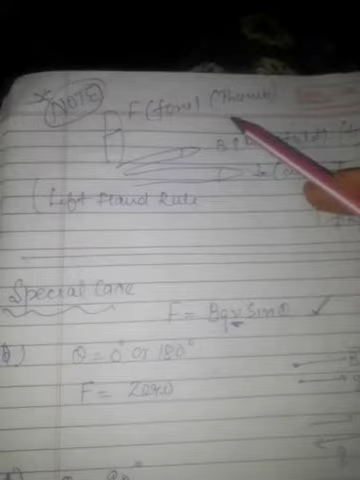 NOTE
F (force) (Thumb)
B (
(Left Hand Rule
Special Case
F = Bqv Sinθ ✓
θ = 0° or 180°
F = Zero